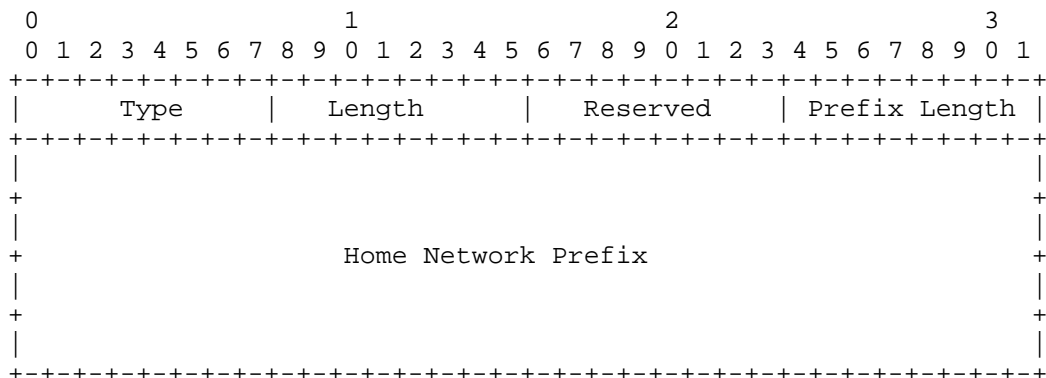 0                   1                   2                   3
 0 1 2 3 4 5 6 7 8 9 0 1 2 3 4 5 6 7 8 9 0 1 2 3 4 5 6 7 8 9 0 1
+-+-+-+-+-+-+-+-+-+-+-+-+-+-+-+-+-+-+-+-+-+-+-+-+-+-+-+-+-+-+-+-+
|      Type     |   Length      |   Reserved    | Prefix Length |
+-+-+-+-+-+-+-+-+-+-+-+-+-+-+-+-+-+-+-+-+-+-+-+-+-+-+-+-+-+-+-+-+
|                                                               |
+                                                               +
|                                                               |
+                    Home Network Prefix                        +
|                                                               |
+                                                               +
|                                                               |
+-+-+-+-+-+-+-+-+-+-+-+-+-+-+-+-+-+-+-+-+-+-+-+-+-+-+-+-+-+-+-+-+